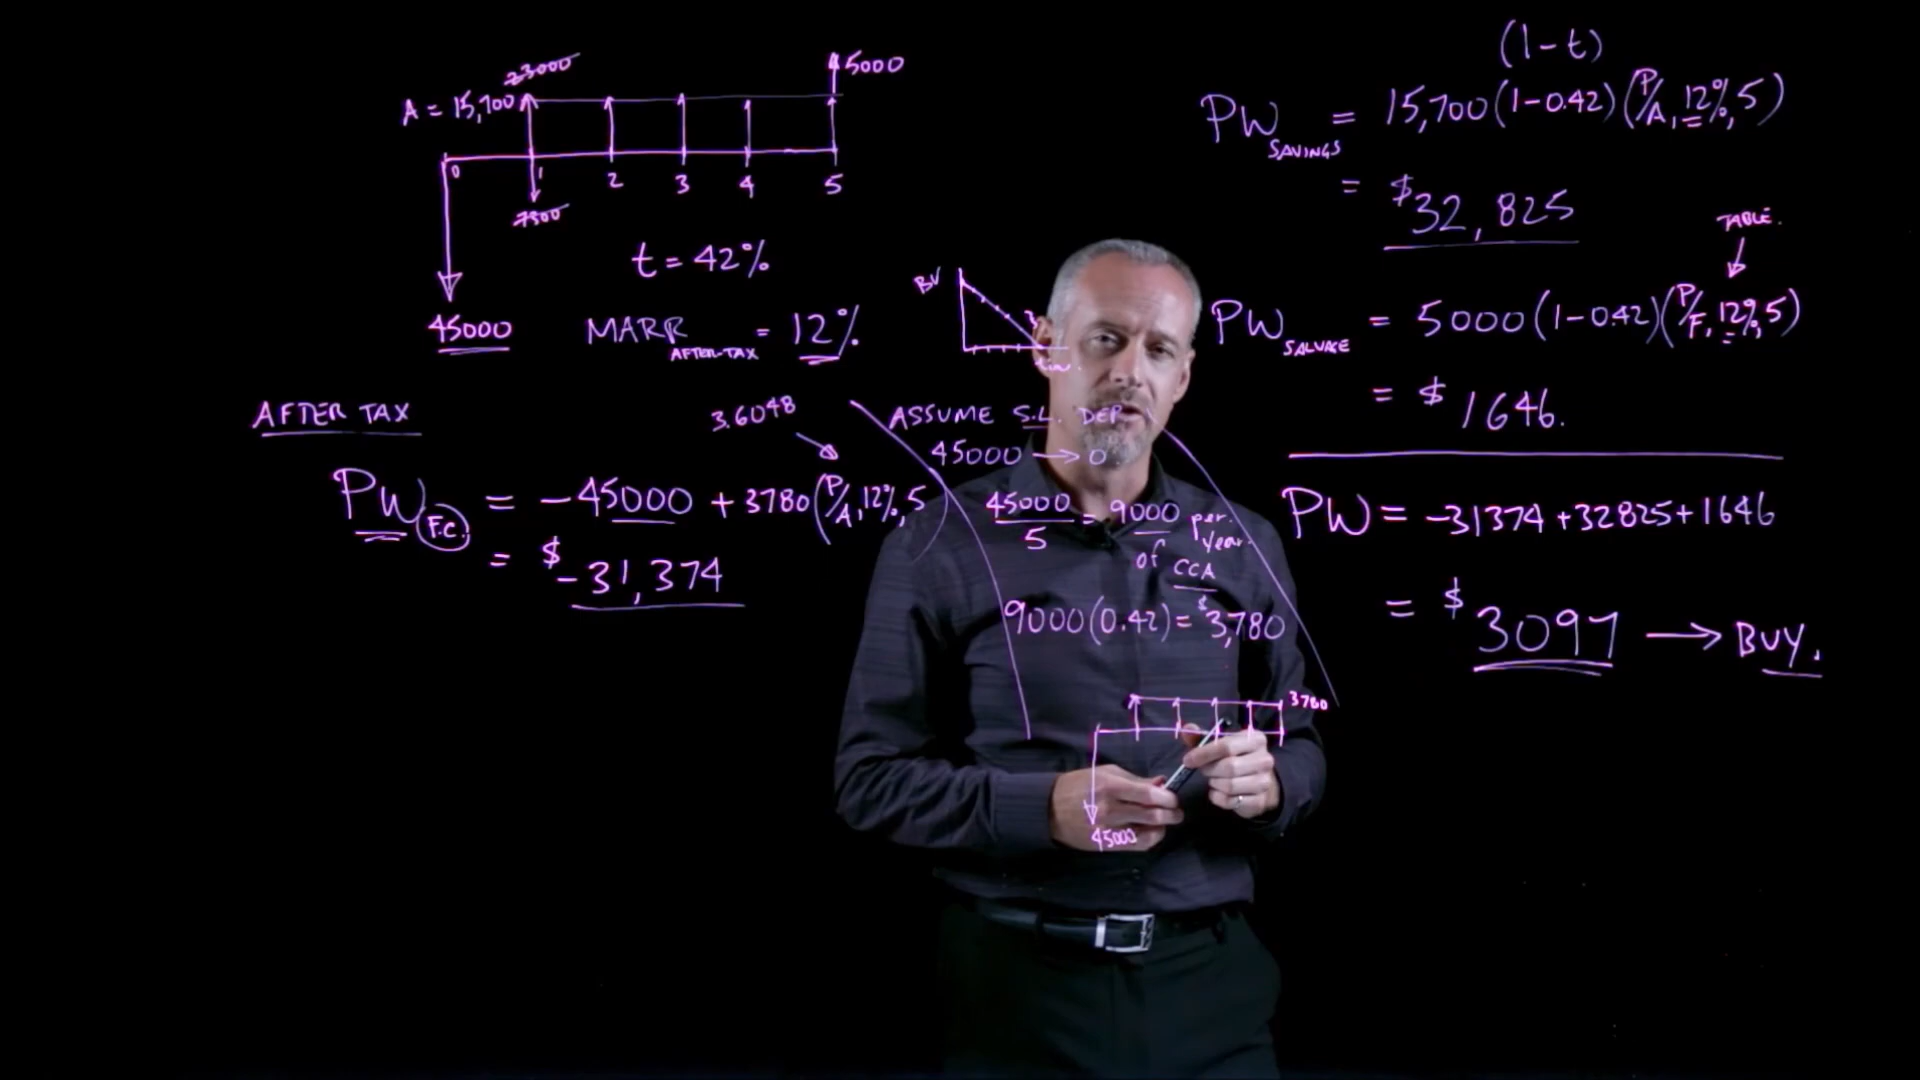 23000
A = 15,700
5000
0 1 2 3 4 5
7300
45000
t = 42%
MARR AFTER-TAX = 12%
AFTER TAX
3.6048
PW F.C. = -45000 + 3780 (P/A, 12%, 5)
= $-31,374
BV
ASSUME S.L. DEP
45000 → 0
45000/5 = 9000 per year
of CCA
9000(0.42) = $3,780
3780
45000
(1-t)
PW SAVINGS = 15,700(1-0.42)(P/A, 12%, 5)
= $32,825
TABLE.
PW SALVAGE = 5000(1-0.42)(P/F, 12%, 5)
= $1646.
PW = -31374 + 32825 + 1646
= $3097 → BUY.